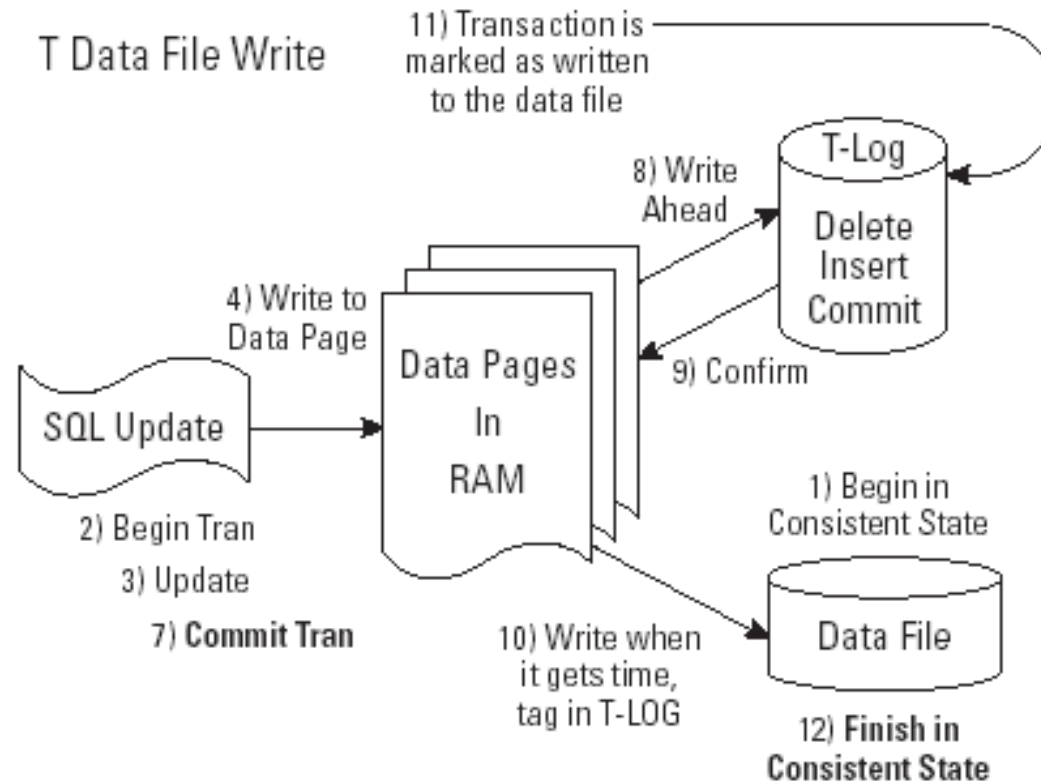 T Data File Write
11) Transaction is
marked as written
to the data file
T-Log
Delete
Insert
Commit
8) Write
Ahead
9) Confirm
4) Write to
Data Page
Data Pages
In
RAM
SQL Update
2) Begin Tran
3) Update
7) Commit Tran
1) Begin in
Consistent State
Data File
10) Write when
it gets time,
tag in T-LOG
12) Finish in
Consistent State